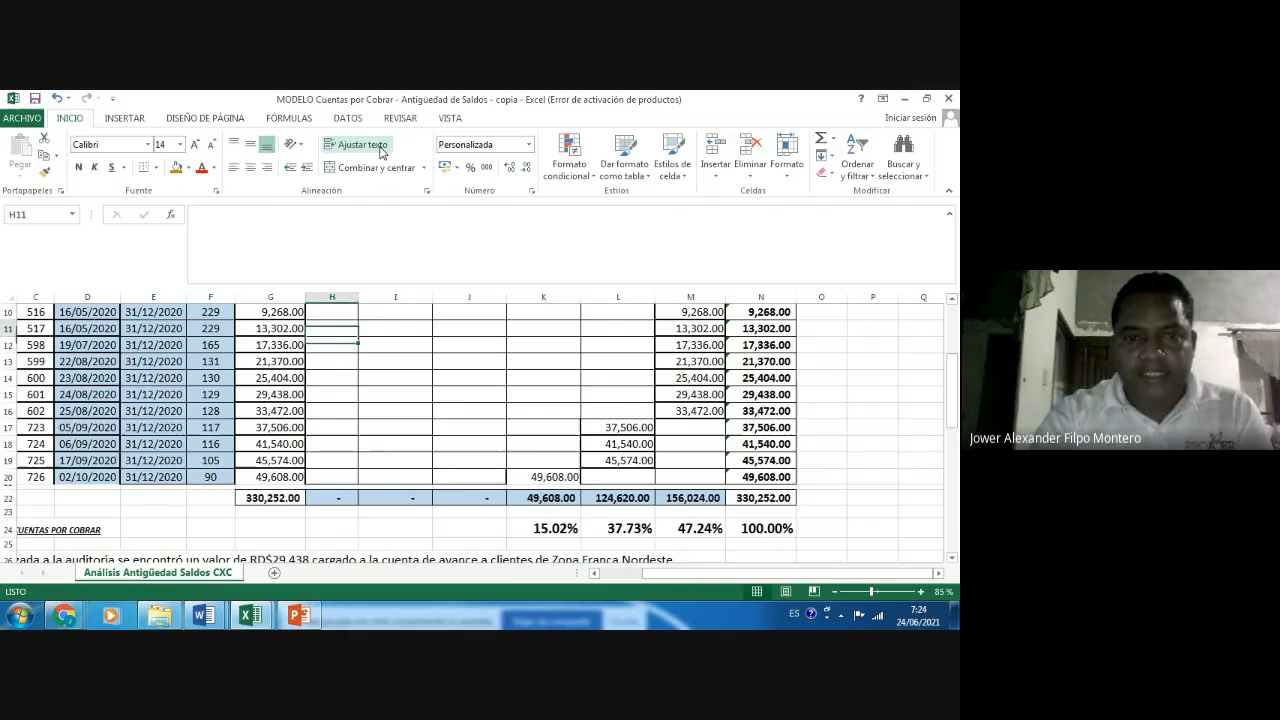 MODELO Cuentas por Cobrar - Antigüedad de Saldos - copia - Excel (Error de activación de productos)
ARCHIVO INICIO INSERTAR DISEÑO DE PÁGINA FÓRMULAS DATOS REVISAR VISTA Iniciar sesión
Calibri 14 Ajustar texto Personalizada
Pegar N K S Combinar y centrar % 000 Formato condicional Dar formato como tabla Estilos de celda Insertar Eliminar Formato Ordenar y filtrar Buscar y seleccionar
Portapapeles Fuente Alineación Número Estilos Celdas Modificar
H11 fx
C D E F G H I J K L M N O P Q
10 516 16/05/2020 31/12/2020 229 9,268.00 9,268.00 9,268.00
11 517 16/05/2020 31/12/2020 229 13,302.00 13,302.00 13,302.00
12 598 19/07/2020 31/12/2020 165 17,336.00 17,336.00 17,336.00
13 599 22/08/2020 31/12/2020 131 21,370.00 21,370.00 21,370.00
14 600 23/08/2020 31/12/2020 130 25,404.00 25,404.00 25,404.00
15 601 24/08/2020 31/12/2020 129 29,438.00 29,438.00 29,438.00
16 602 25/08/2020 31/12/2020 128 33,472.00 33,472.00 33,472.00
17 723 05/09/2020 31/12/2020 117 37,506.00 37,506.00 37,506.00
18 724 06/09/2020 31/12/2020 116 41,540.00 41,540.00 41,540.00
19 725 17/09/2020 31/12/2020 105 45,574.00 45,574.00 45,574.00
20 726 02/10/2020 31/12/2020 90 49,608.00 49,608.00 49,608.00
22 330,252.00 - - - 49,608.00 124,620.00 156,024.00 330,252.00
23
24 CUENTAS POR COBRAR 15.02% 37.73% 47.24% 100.00%
25
26 zada a la auditoria se encontró un valor de RD$29,438 cargado a la cuenta de avance a clientes de Zona Franca Nordeste
Análisis Antigüedad Saldos CXC
LISTO 85 %
ES 7:24
24/06/2021
Jower Alexander Filpo Montero